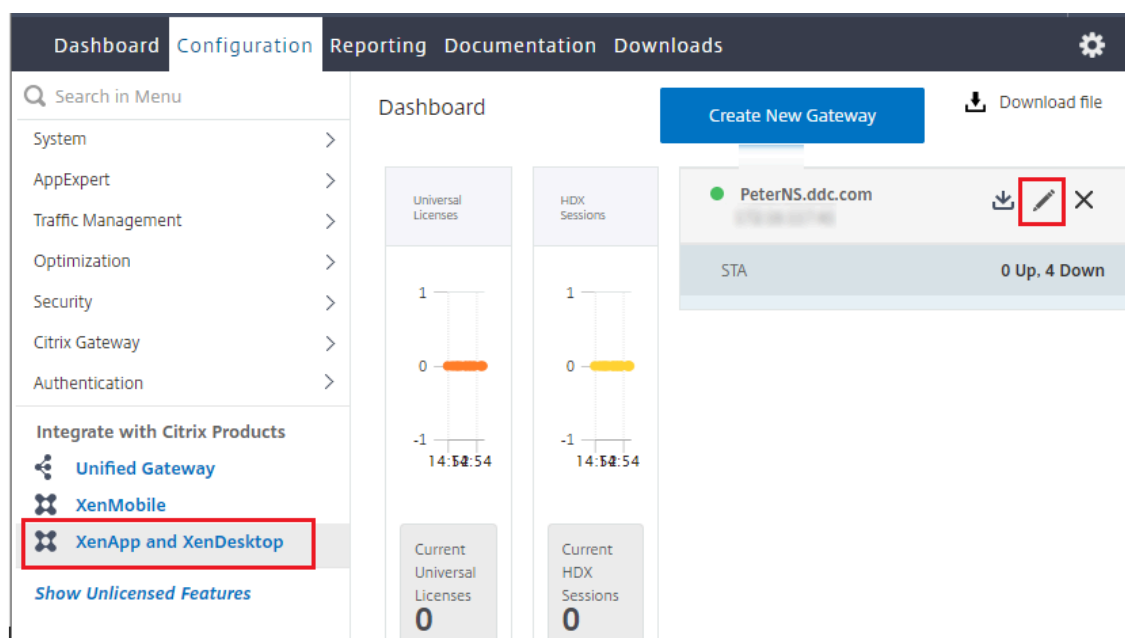 Dashboard Configuration Reporting Documentation Downloads
Search in Menu
System
AppExpert
Traffic Management
Optimization
Security
Citrix Gateway
Authentication
Integrate with Citrix Products
Unified Gateway
XenMobile
XenApp and XenDesktop
Show Unlicensed Features
Dashboard
Create New Gateway
Download file
Universal
Licenses
1
0
-1
Current
Universal
Licenses
0
HDX
Sessions
1
0
-1
Current
HDX
Sessions
0
PeterNS.ddc.com
STA 0 Up, 4 Down